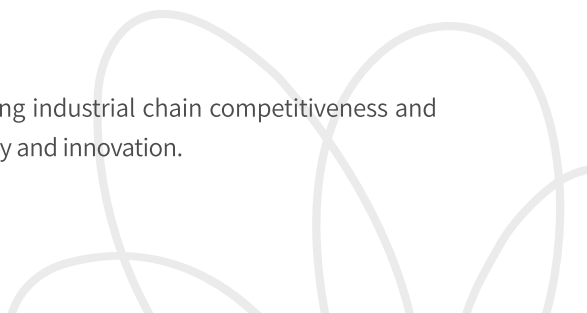 ng industrial chain competitiveness and
y and innovation.